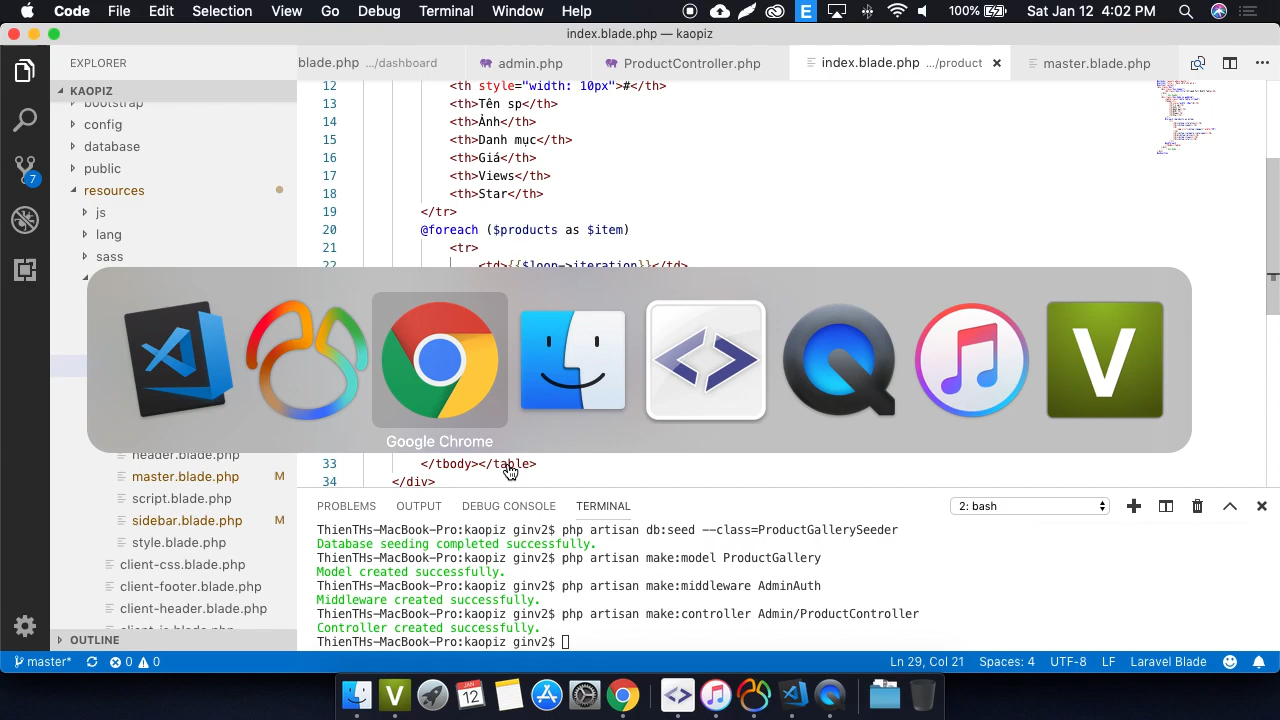 Code File Edit Selection View Go Debug Terminal Window Help 100% Sat Jan 12 4:02 PM
index.blade.php — kaopiz
EXPLORER
blade.php .../dashboard admin.php ProductController.php index.blade.php .../product × master.blade.php
KAOPIZ
bootstrap
config
database
public
resources
js
lang
sass
header.blade.php
master.blade.php M
script.blade.php
sidebar.blade.php M
style.blade.php
client-css.blade.php
client-footer.blade.php
client-header.blade.php
OUTLINE
7
12 <th style="width: 10px">#</th>
13 <th>Tên sp</th>
14 <th>Ảnh</th>
15 <th>Danh mục</th>
16 <th>Giá</th>
17 <th>Views</th>
18 <th>Star</th>
19 </tr>
20 @foreach ($products as $item)
21 <tr>
22 <td>{{$loop->iteration}}</td>
Google Chrome
33 </tbody></table>
34 </div>
PROBLEMS OUTPUT DEBUG CONSOLE TERMINAL 2: bash
ThienTHs-MacBook-Pro:kaopiz ginv2$ php artisan db:seed --class=ProductGallerySeeder
Database seeding completed successfully.
ThienTHs-MacBook-Pro:kaopiz ginv2$ php artisan make:model ProductGallery
Model created successfully.
ThienTHs-MacBook-Pro:kaopiz ginv2$ php artisan make:middleware AdminAuth
Middleware created successfully.
ThienTHs-MacBook-Pro:kaopiz ginv2$ php artisan make:controller Admin/ProductController
Controller created successfully.
ThienTHs-MacBook-Pro:kaopiz ginv2$
master* 0 0 Ln 29, Col 21 Spaces: 4 UTF-8 LF Laravel Blade
JAN
12